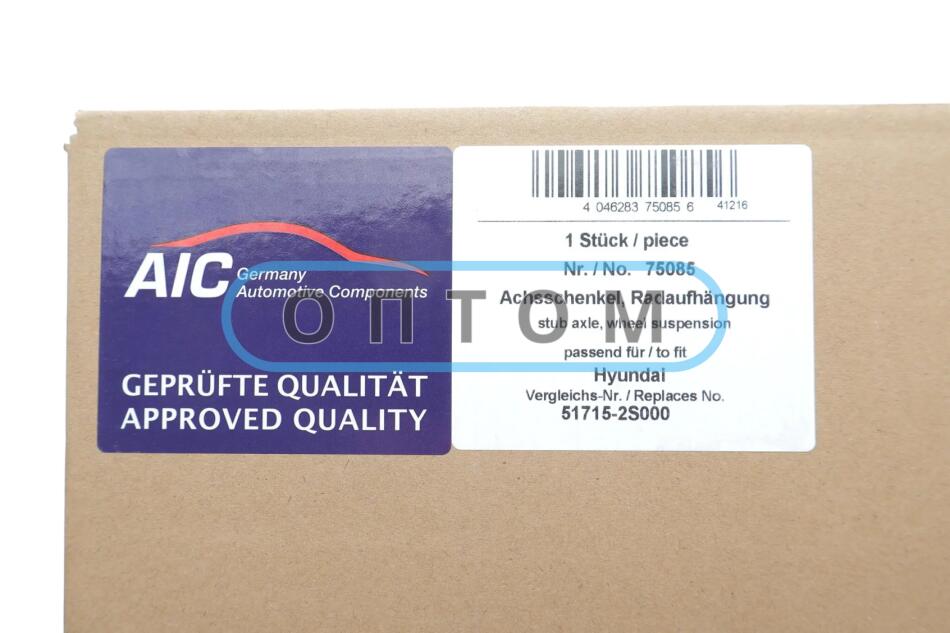 AIC Germany
Automotive Components
GEPRÜFTE QUALITÄT
APPROVED QUALITY
4 046283 75085 6 41216
1 Stück / piece
Nr. / No. 75085
Achsschenkel, Radaufhängung
stub axle, wheel suspension
passend für / to fit
Hyundai
Vergleichs-Nr. / Replaces No.
51715-2S000
ОПТОМ